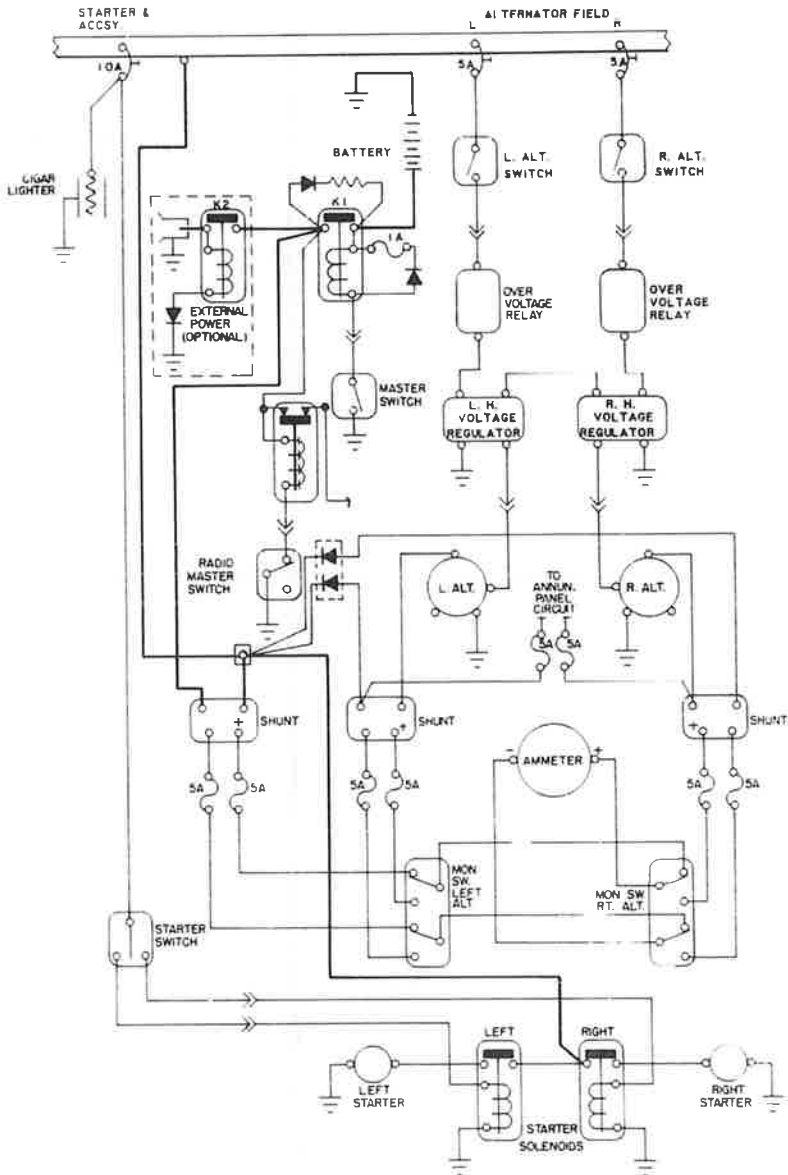 STARTER & ACCSY.
ALTERNATOR FIELD
L
R
10A
5A
5A
BATTERY
CIGAR LIGHTER
L. ALT. SWITCH
R. ALT. SWITCH
K2
K1
1A
EXTERNAL POWER (OPTIONAL)
OVER VOLTAGE RELAY
OVER VOLTAGE RELAY
MASTER SWITCH
L. H. VOLTAGE REGULATOR
R. H. VOLTAGE REGULATOR
RADIO MASTER SWITCH
L. ALT.
TO ANNUN. PANEL CIRCUIT
R. ALT.
5A
5A
+
SHUNT
+
SHUNT
+
SHUNT
-
AMMETER
+
5A
5A
5A
5A
5A
5A
MON SW. LEFT ALT
MON SW. RT. ALT.
STARTER SWITCH
LEFT
RIGHT
LEFT STARTER
RIGHT STARTER
STARTER SOLENOIDS